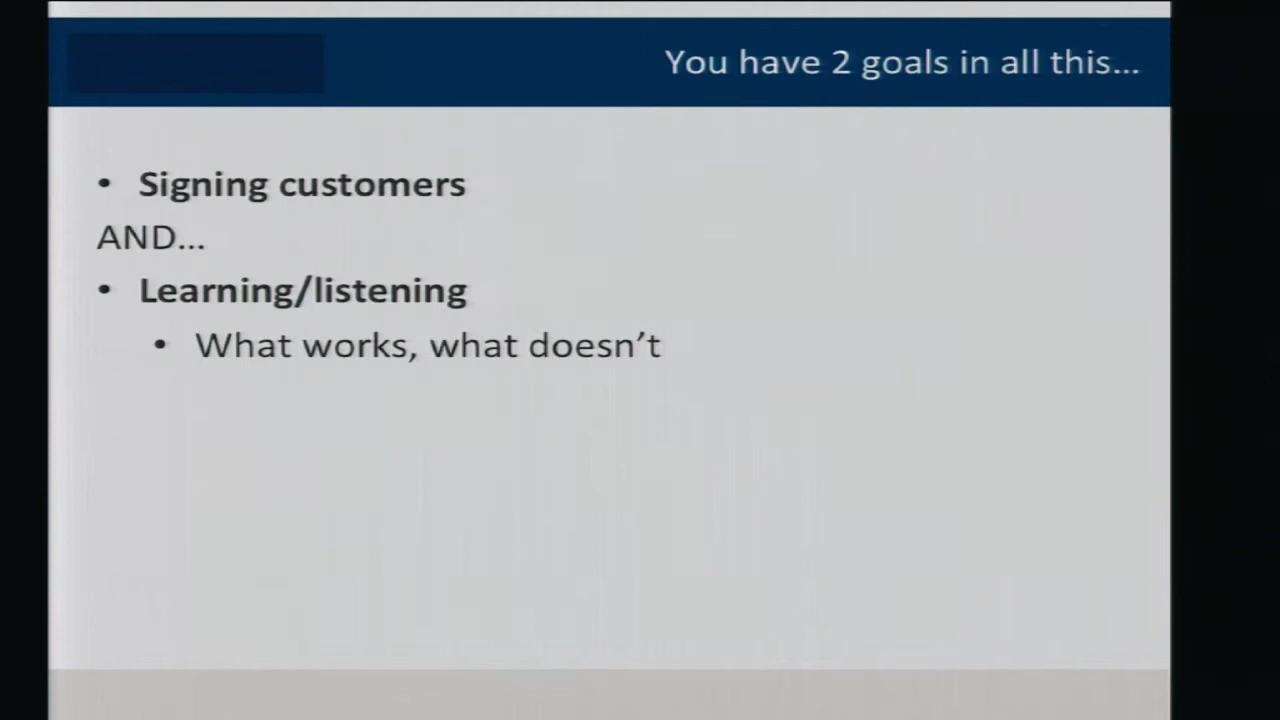 You have 2 goals in all this...
• Signing customers
AND...
• Learning/listening
• What works, what doesn’t